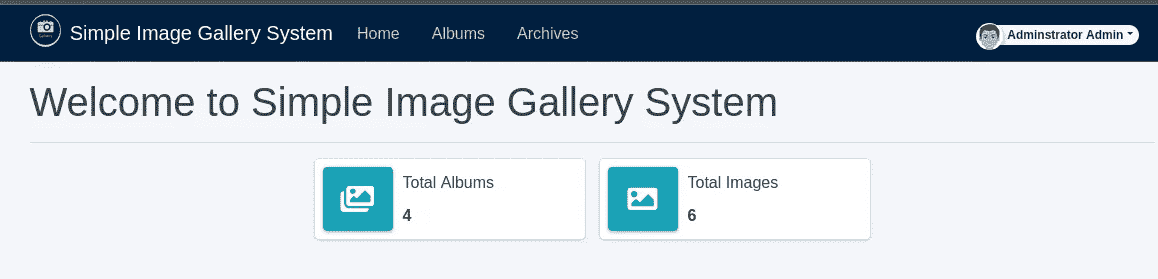 Simple Image Gallery System Home Albums Archives Adminstrator Admin
Welcome to Simple Image Gallery System
Total Albums
4
Total Images
6